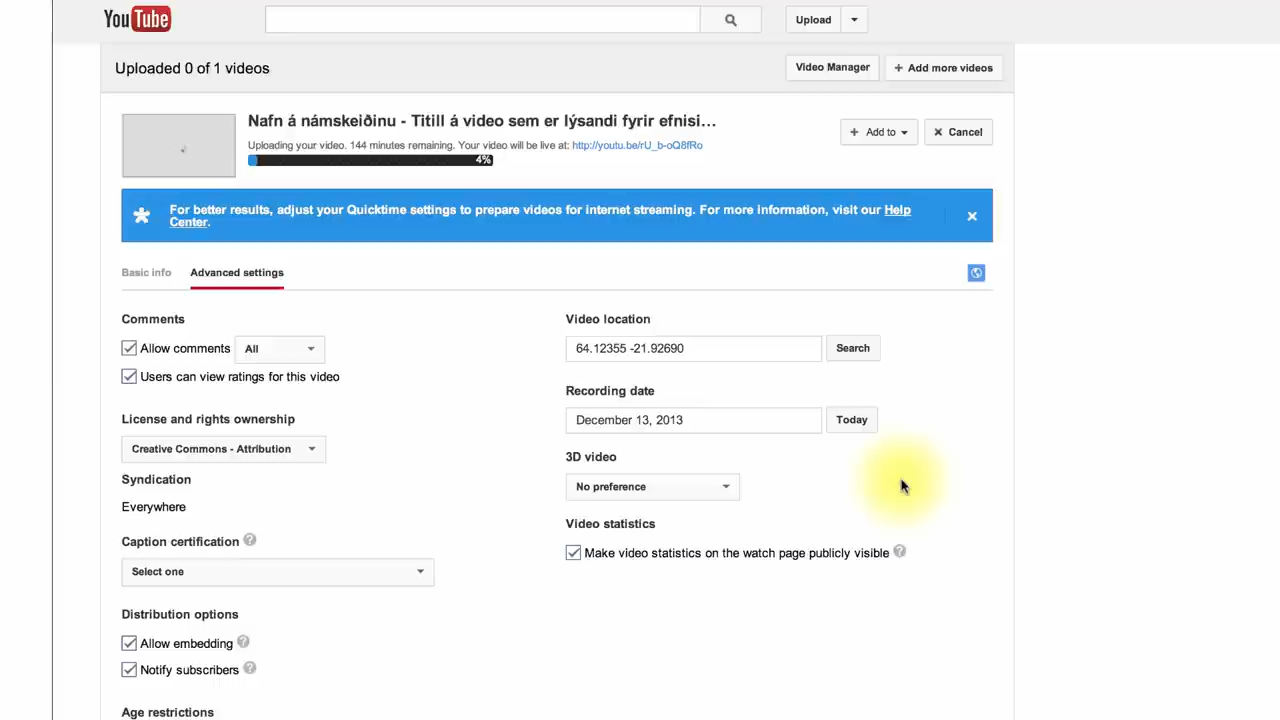 YouTube
Upload
Uploaded 0 of 1 videos
Video Manager
+ Add more videos
Nafn á námskeiðinu - Titill á video sem er lýsandi fyrir efnisi...
Uploading your video. 144 minutes remaining. Your video will be live at: http://youtu.be/rU_b-oQ8fRo
4%
+ Add to
× Cancel
For better results, adjust your Quicktime settings to prepare videos for internet streaming. For more information, visit our Help
Center.
Basic info
Advanced settings
Comments
Allow comments
All
Users can view ratings for this video
License and rights ownership
Creative Commons - Attribution
Syndication
Everywhere
Caption certification ?
Select one
Distribution options
Allow embedding ?
Notify subscribers ?
Age restrictions
Video location
64.12355 -21.92690
Search
Recording date
December 13, 2013
Today
3D video
No preference
Video statistics
Make video statistics on the watch page publicly visible ?